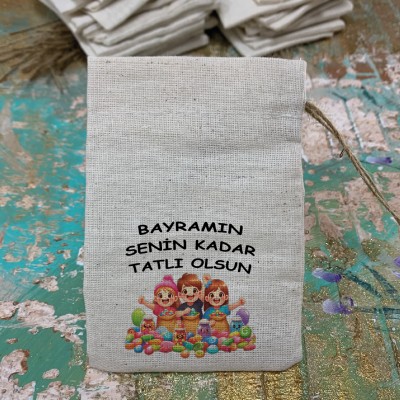 BAYRAMIN
SENİN KADAR
TATLI OLSUN